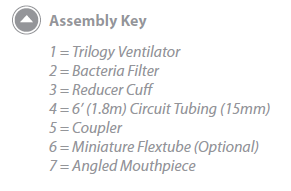 Assembly Key
1 = Trilogy Ventilator
2 = Bacteria Filter
3 = Reducer Cuff
4 = 6' (1.8m) Circuit Tubing (15mm)
5 = Coupler
6 = Miniature Flextube (Optional)
7 = Angled Mouthpiece